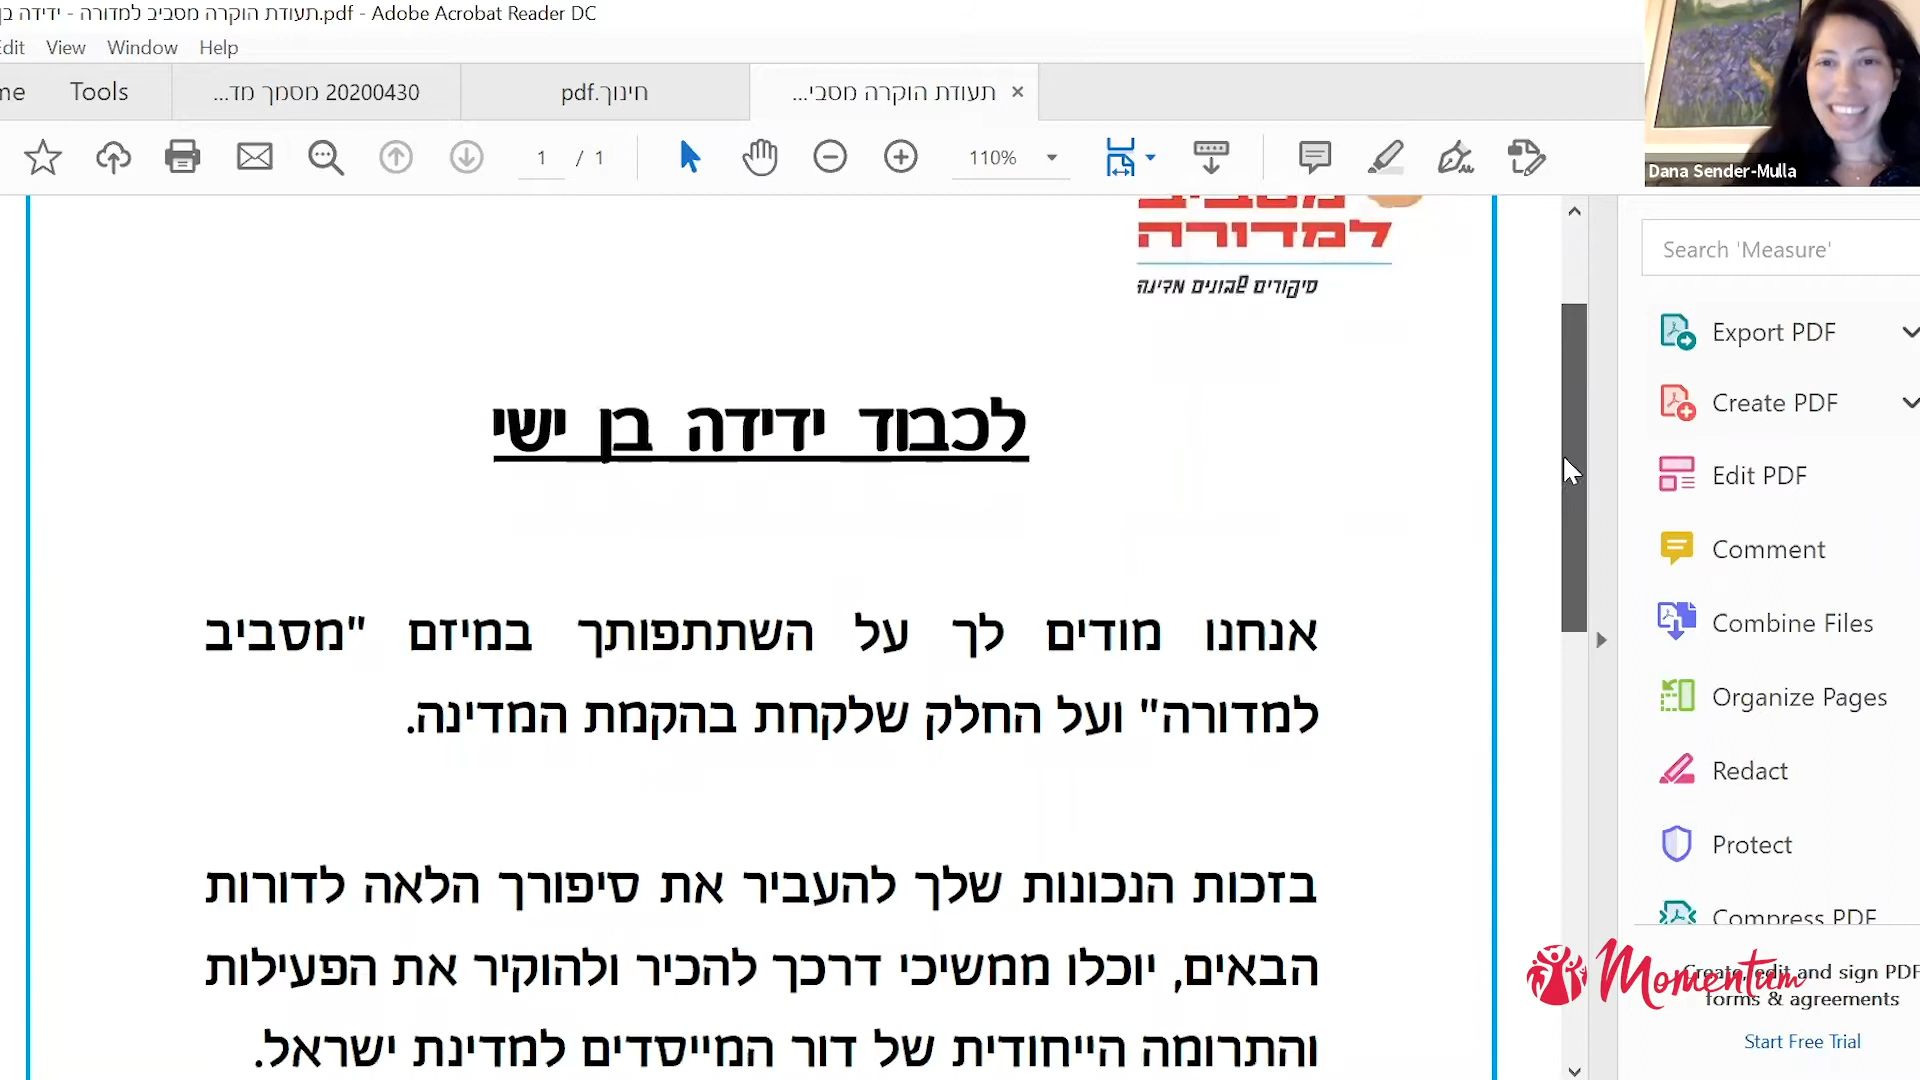 תעודת הוקרה מסביב למדורה - ידידה בן.pdf - Adobe Acrobat Reader DC
Edit View Window Help
Tools
...20200430 מסמך מד
חינוך.pdf
...תעודת הוקרה מסבי ×
1 / 1
110%
Dana Sender-Mulla
מסביב
למדורה
סיקורים שבונים מדינה
לכבוד ידידה בן ישי
אנחנו מודים לך על השתתפותך במיזם "מסביב
למדורה" ועל החלק שלקחת בהקמת המדינה.
בזכות הנכונות שלך להעביר את סיפורך הלאה לדורות
הבאים, יוכלו ממשיכי דרכך להכיר ולהוקיר את הפעילות
והתרומה הייחודית של דור המייסדים למדינת ישראל.
Search 'Measure'
Export PDF
Create PDF
Edit PDF
Comment
Combine Files
Organize Pages
Redact
Protect
Compress PDF
Create, edit and sign PDF
forms & agreements
Start Free Trial
Momentum